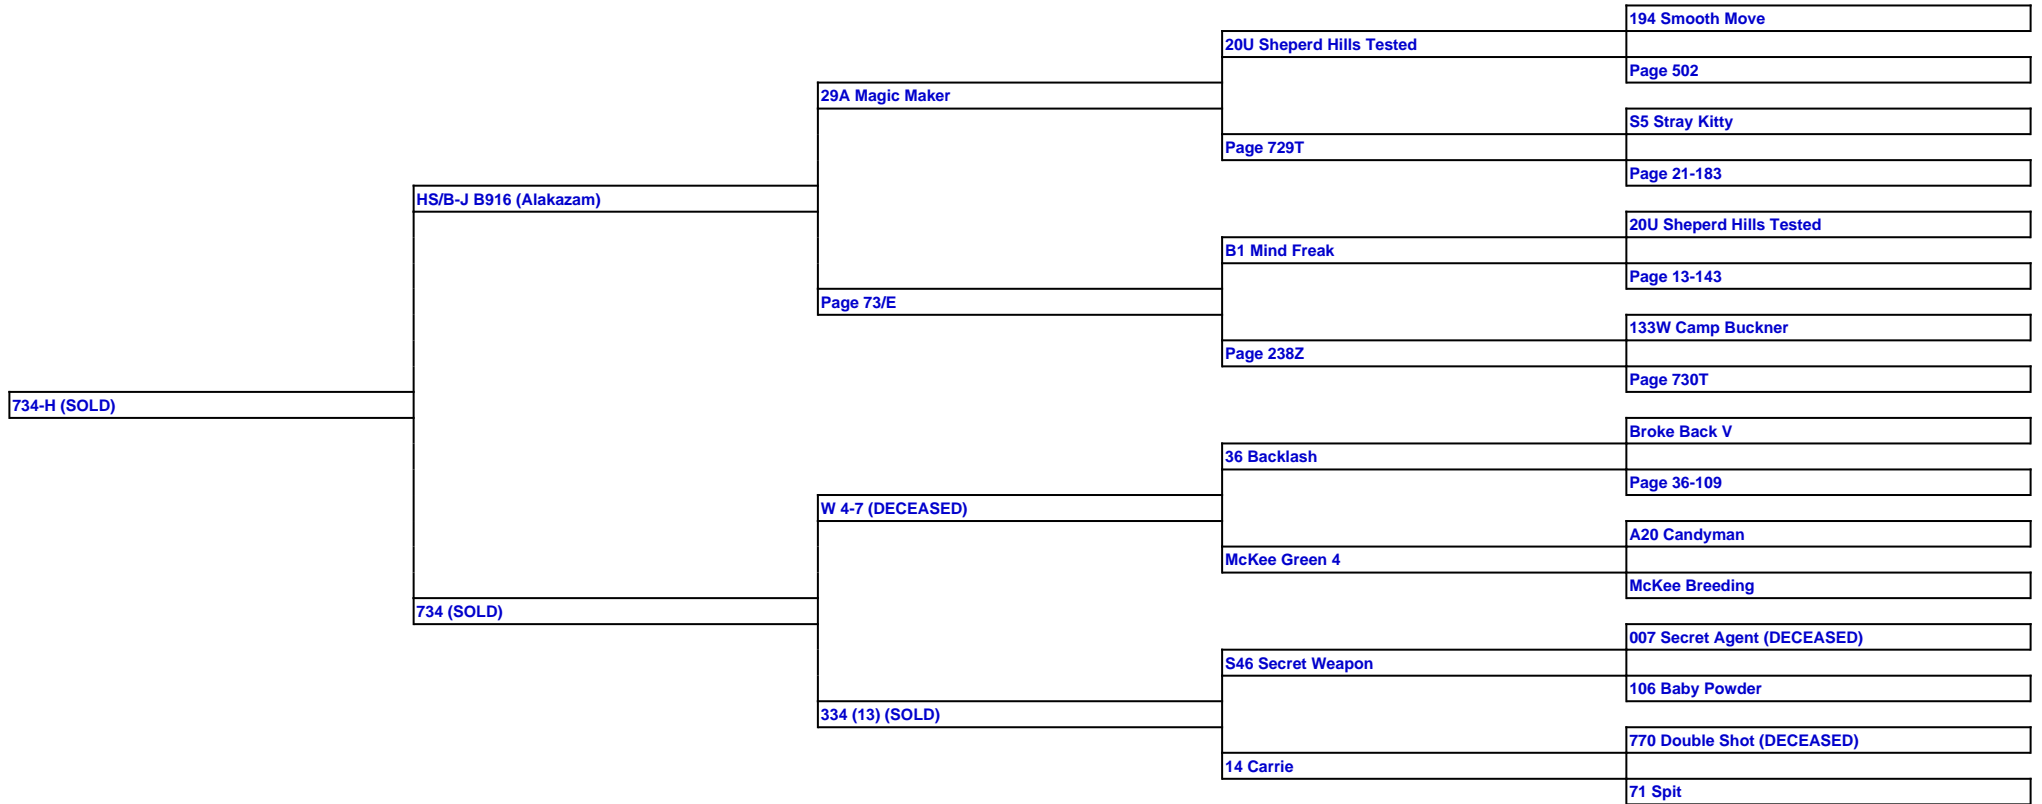 194 Smooth Move
20U Sheperd Hills Tested
Page 502
29A Magic Maker
S5 Stray Kitty
Page 729T
Page 21-183
HS/B-J B916 (Alakazam)
20U Sheperd Hills Tested
B1 Mind Freak
Page 13-143
Page 73/E
133W Camp Buckner
Page 238Z
Page 730T
734-H (SOLD)
Broke Back V
36 Backlash
Page 36-109
W 4-7 (DECEASED)
A20 Candyman
McKee Green 4
McKee Breeding
734 (SOLD)
007 Secret Agent (DECEASED)
S46 Secret Weapon
106 Baby Powder
334 (13) (SOLD)
770 Double Shot (DECEASED)
14 Carrie
71 Spit